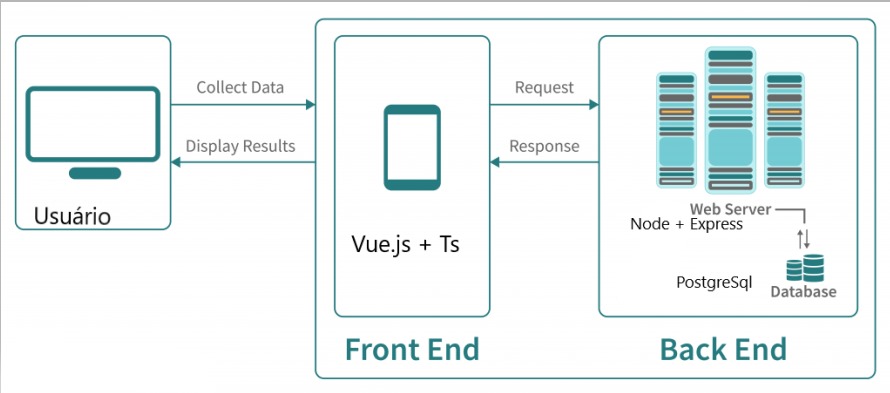 Usuário
Collect Data
Display Results
Vue.js + Ts
Request
Response
Web Server
Node + Express
PostgreSql
Database
Front End
Back End